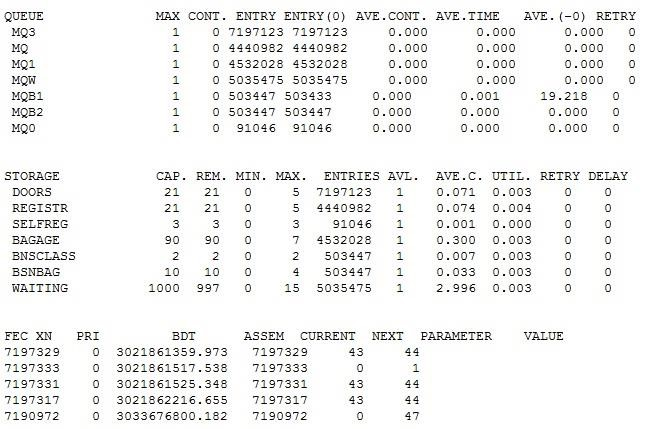 QUEUE MAX CONT. ENTRY ENTRY(0) AVE.CONT. AVE.TIME AVE.(-0) RETRY
MQ3 1 0 7197123 7197123 0.000 0.000 0.000 0
MQ 1 0 4440982 4440982 0.000 0.000 0.000 0
MQ1 1 0 4532028 4532028 0.000 0.000 0.000 0
MQW 1 0 5035475 5035475 0.000 0.000 0.000 0
MQB1 1 0 503447 503433 0.000 0.001 19.218 0
MQB2 1 0 503447 503447 0.000 0.000 0.000 0
MQ0 1 0 91046 91046 0.000 0.000 0.000 0
STORAGE CAP. REM. MIN. MAX. ENTRIES AVL. AVE.C. UTIL. RETRY DELAY
DOORS 21 21 0 5 7197123 1 0.071 0.003 0 0
REGISTR 21 21 0 5 4440982 1 0.074 0.004 0 0
SELFREG 3 3 0 3 91046 1 0.001 0.000 0 0
BAGAGE 90 90 0 7 4532028 1 0.300 0.003 0 0
BNSCLASS 2 2 0 2 503447 1 0.007 0.003 0 0
BSNBAG 10 10 0 4 503447 1 0.033 0.003 0 0
WAITING 1000 997 0 15 5035475 1 2.996 0.003 0 0
FEC XN PRI BDT ASSEM CURRENT NEXT PARAMETER VALUE
7197329 0 3021861359.973 7197329 43 44
7197333 0 3021861517.538 7197333 0 1
7197331 0 3021861525.348 7197331 43 44
7197317 0 3021862216.655 7197317 43 44
7190972 0 3033676800.182 7190972 0 47